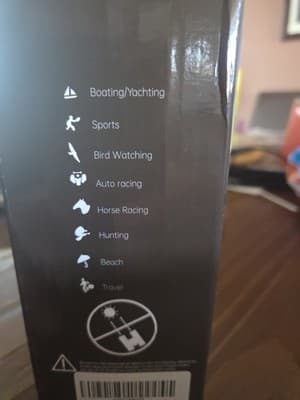 Boating/Yachting
Sports
Bird Watching
Auto racing
Horse Racing
Hunting
Beach
Travel